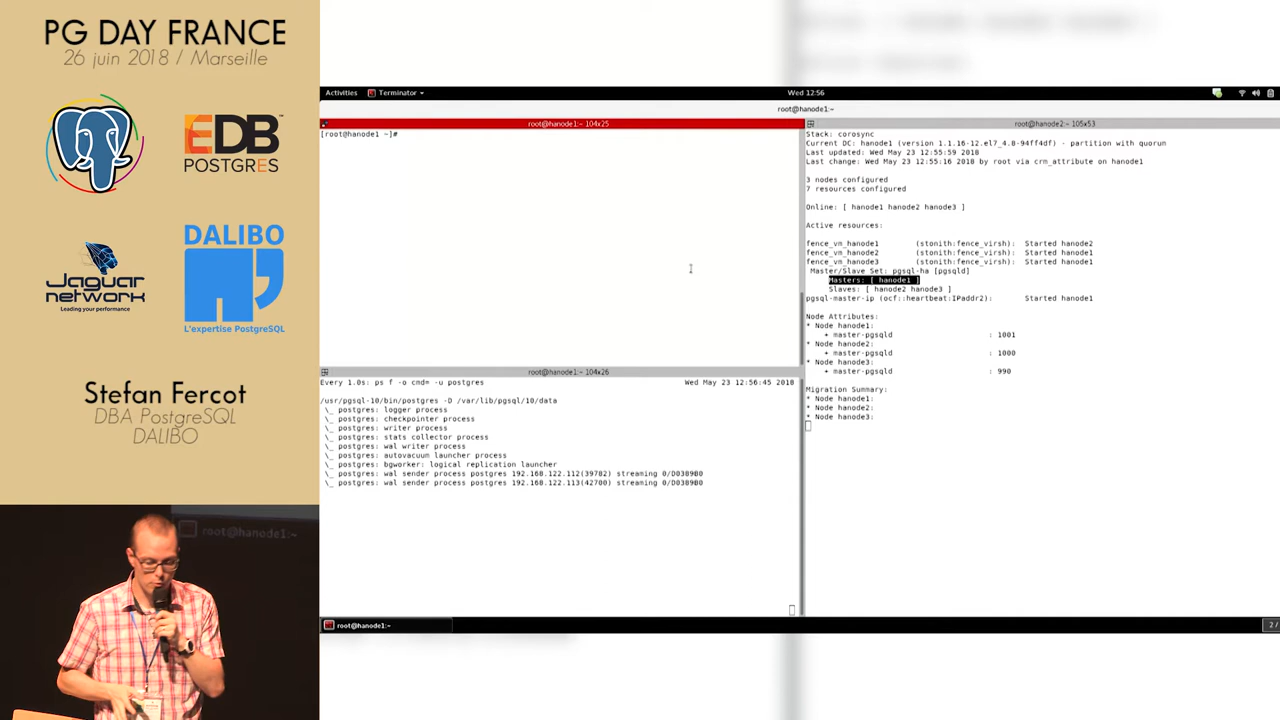 PG DAY FRANCE
26 juin 2018 / Marseille
EDB
POSTGRES
Jaguar
network
Leading your performance
DALIBO
L'expertise PostgreSQL
Stefan Fercot
DBA PostgreSQL
DALIBO
root@hanode1:~
Activities
Terminator
Wed 12:56
root@hanode1:~
root@hanode1:~ 104x25
[root@hanode1 ~]#
root@hanode1:~ 104x26
Every 1.0s: ps f -o cmd= -u postgres
Wed May 23 12:56:45 2018
/usr/pgsql-10/bin/postgres -D /var/lib/pgsql/10/data
\_ postgres: logger process
\_ postgres: checkpointer process
\_ postgres: writer process
\_ postgres: stats collector process
\_ postgres: wal writer process
\_ postgres: autovacuum launcher process
\_ postgres: bgworker: logical replication launcher
\_ postgres: wal sender process postgres 192.168.122.112(39782) streaming 0/D0389B0
\_ postgres: wal sender process postgres 192.168.122.113(42700) streaming 0/D0389B0
root@hanode2:~ 105x53
Stack: corosync
Current DC: hanode1 (version 1.1.16-12.el7_4.8-94ff4df) - partition with quorum
Last updated: Wed May 23 12:55:59 2018
Last change: Wed May 23 12:55:16 2018 by root via crm_attribute on hanode1
3 nodes configured
7 resources configured
Online: [ hanode1 hanode2 hanode3 ]
Active resources:
fence_vm_hanode1 (stonith:fence_virsh): Started hanode2
fence_vm_hanode2 (stonith:fence_virsh): Started hanode1
fence_vm_hanode3 (stonith:fence_virsh): Started hanode1
Master/Slave Set: pgsql-ha [pgsqld]
Masters: [ hanode1 ]
Slaves: [ hanode2 hanode3 ]
pgsql-master-ip (ocf::heartbeat:IPaddr2): Started hanode1
Node Attributes:
* Node hanode1:
+ master-pgsqld : 1001
* Node hanode2:
+ master-pgsqld : 1000
* Node hanode3:
+ master-pgsqld : 990
Migration Summary:
* Node hanode1:
* Node hanode2:
* Node hanode3:
root@hanode1:~
2 /